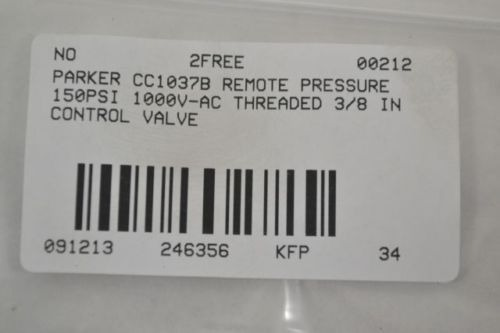 NO 2FREE 00212
PARKER CC1037B REMOTE PRESSURE
150PSI 1000V-AC THREADED 3/8 IN
CONTROL VALVE
091213 246356 KFP 34